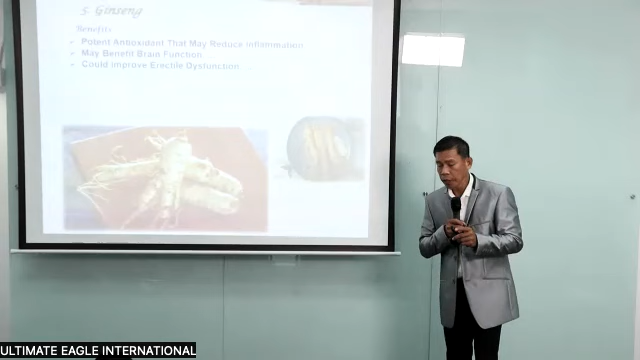 5. Ginseng
Benefits
- Potent Antioxidant That May Reduce Inflammation
- May Benefit Brain Function
- Could improve Erectile Dysfunction
ULTIMATE EAGLE INTERNATIONAL